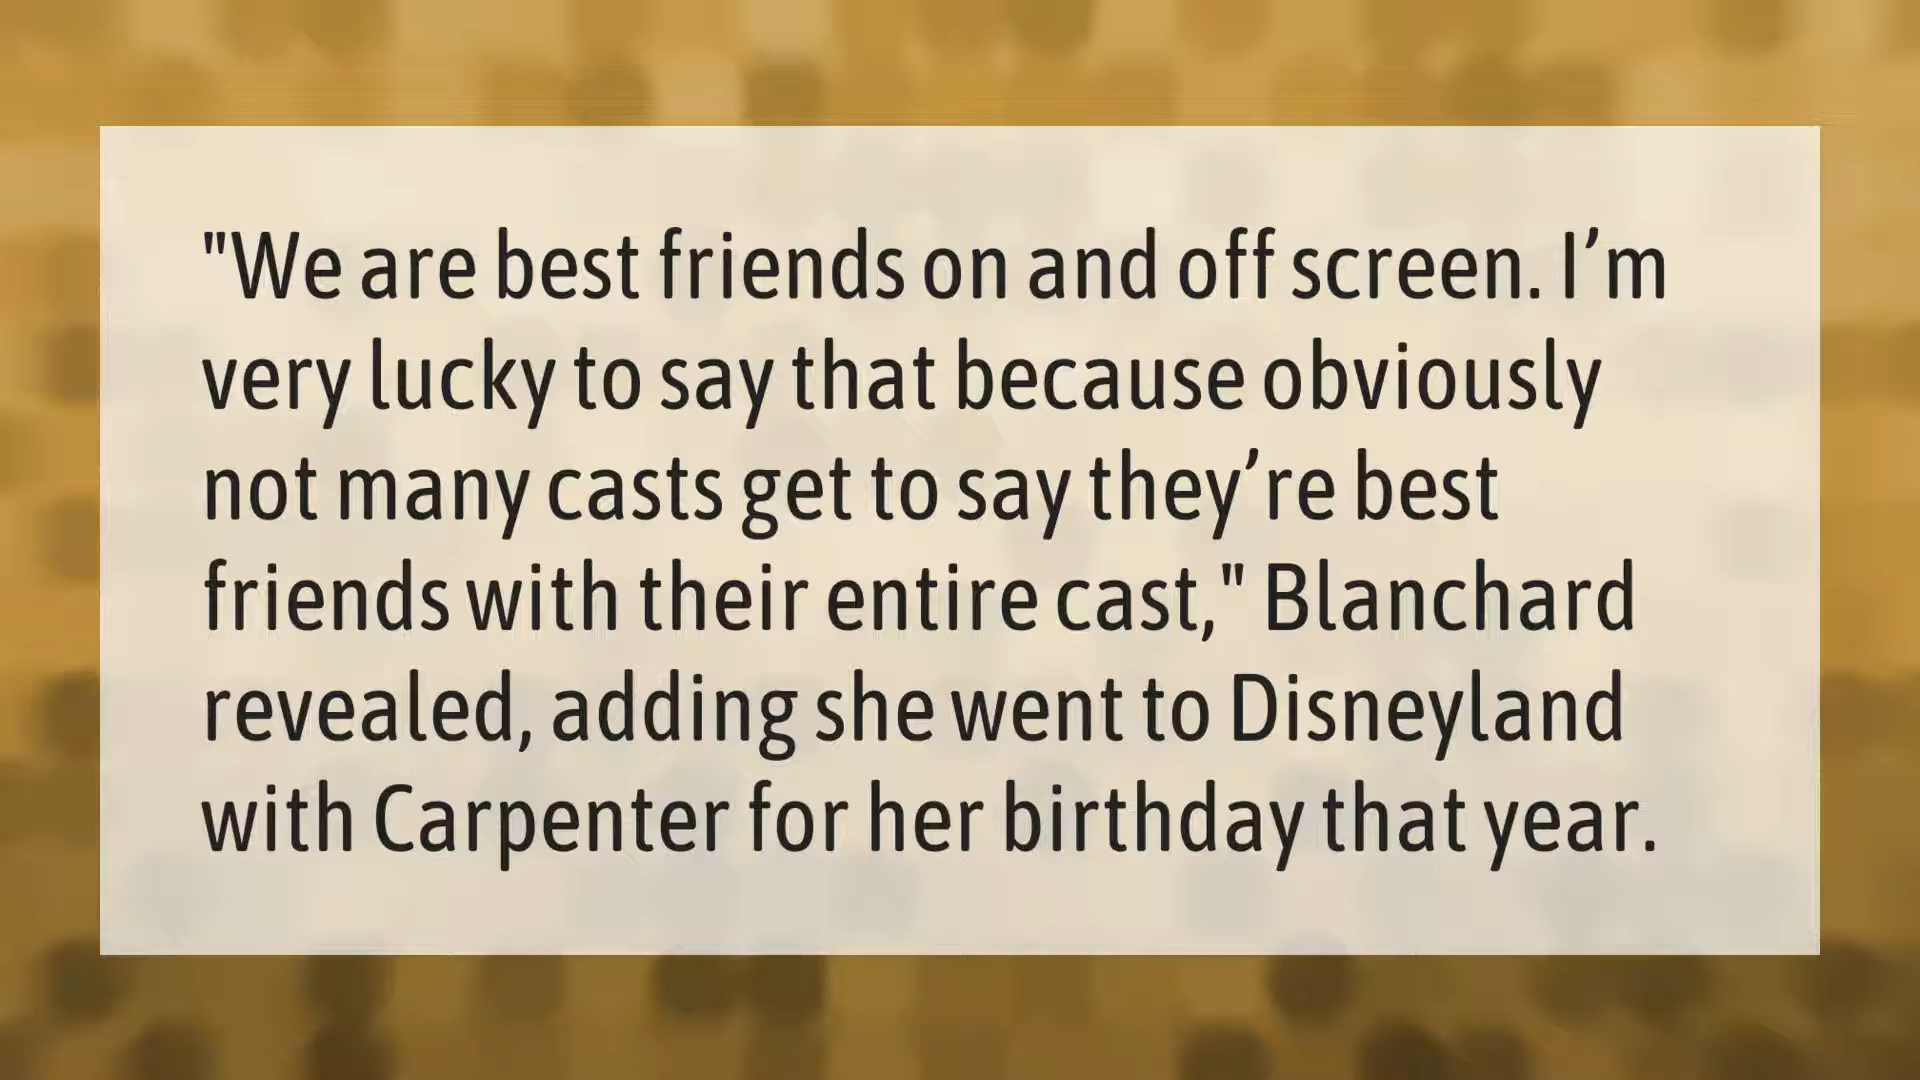 "We are best friends on and off screen. I’m
very lucky to say that because obviously
not many casts get to say they’re best
friends with their entire cast," Blanchard
revealed, adding she went to Disneyland
with Carpenter for her birthday that year.